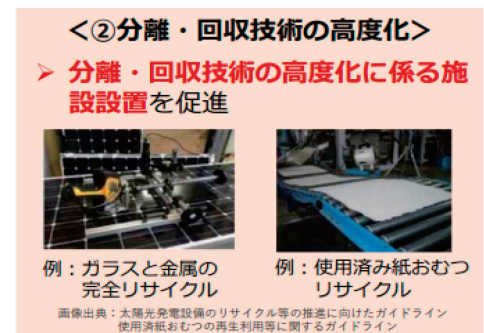 ＜②分離・回収技術の高度化＞
➢ 分離・回収技術の高度化に係る施
設設置を促進
例：ガラスと金属の
完全リサイクル
例：使用済み紙おむつ
リサイクル
画像出典：太陽光発電設備のリサイクル等の推進に向けたガイドライン
使用済紙おむつの再生利用等に関するガイドライン